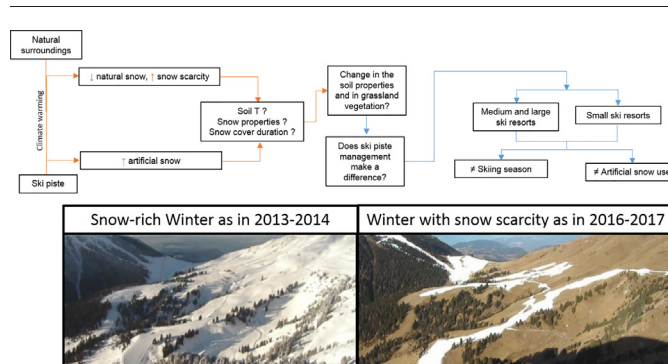 Natural
surroundings
Climate warming
↓ natural snow, ↑ snow scarcity
↑ artificial snow
Ski piste
Soil T ?
Snow properties ?
Snow cover duration ?
Change in the
soil properties
and in grassland
vegetation?
Does ski piste
management
make a
difference?
Medium and large
ski resorts
Small ski resorts
≠ Skiing season
≠ Artificial snow use
Snow-rich Winter as in 2013-2014
Winter with snow scarcity as in 2016-2017